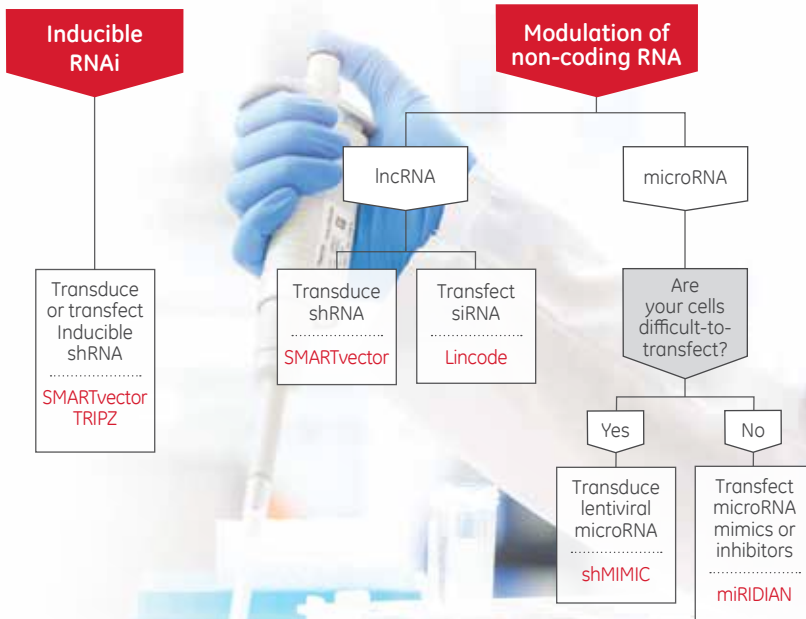 Inducible
RNAi
Modulation of
non-coding RNA
lncRNA
microRNA
Transduce
or transfect
Inducible
shRNA
SMARTvector
TRIPZ
Transduce
shRNA
SMARTvector
Transfect
siRNA
Lincode
Are
your cells
difficult-to-
transfect?
Yes
No
Transduce
lentiviral
microRNA
shMIMIC
Transfect
microRNA
mimics or
inhibitors
miRIDIAN